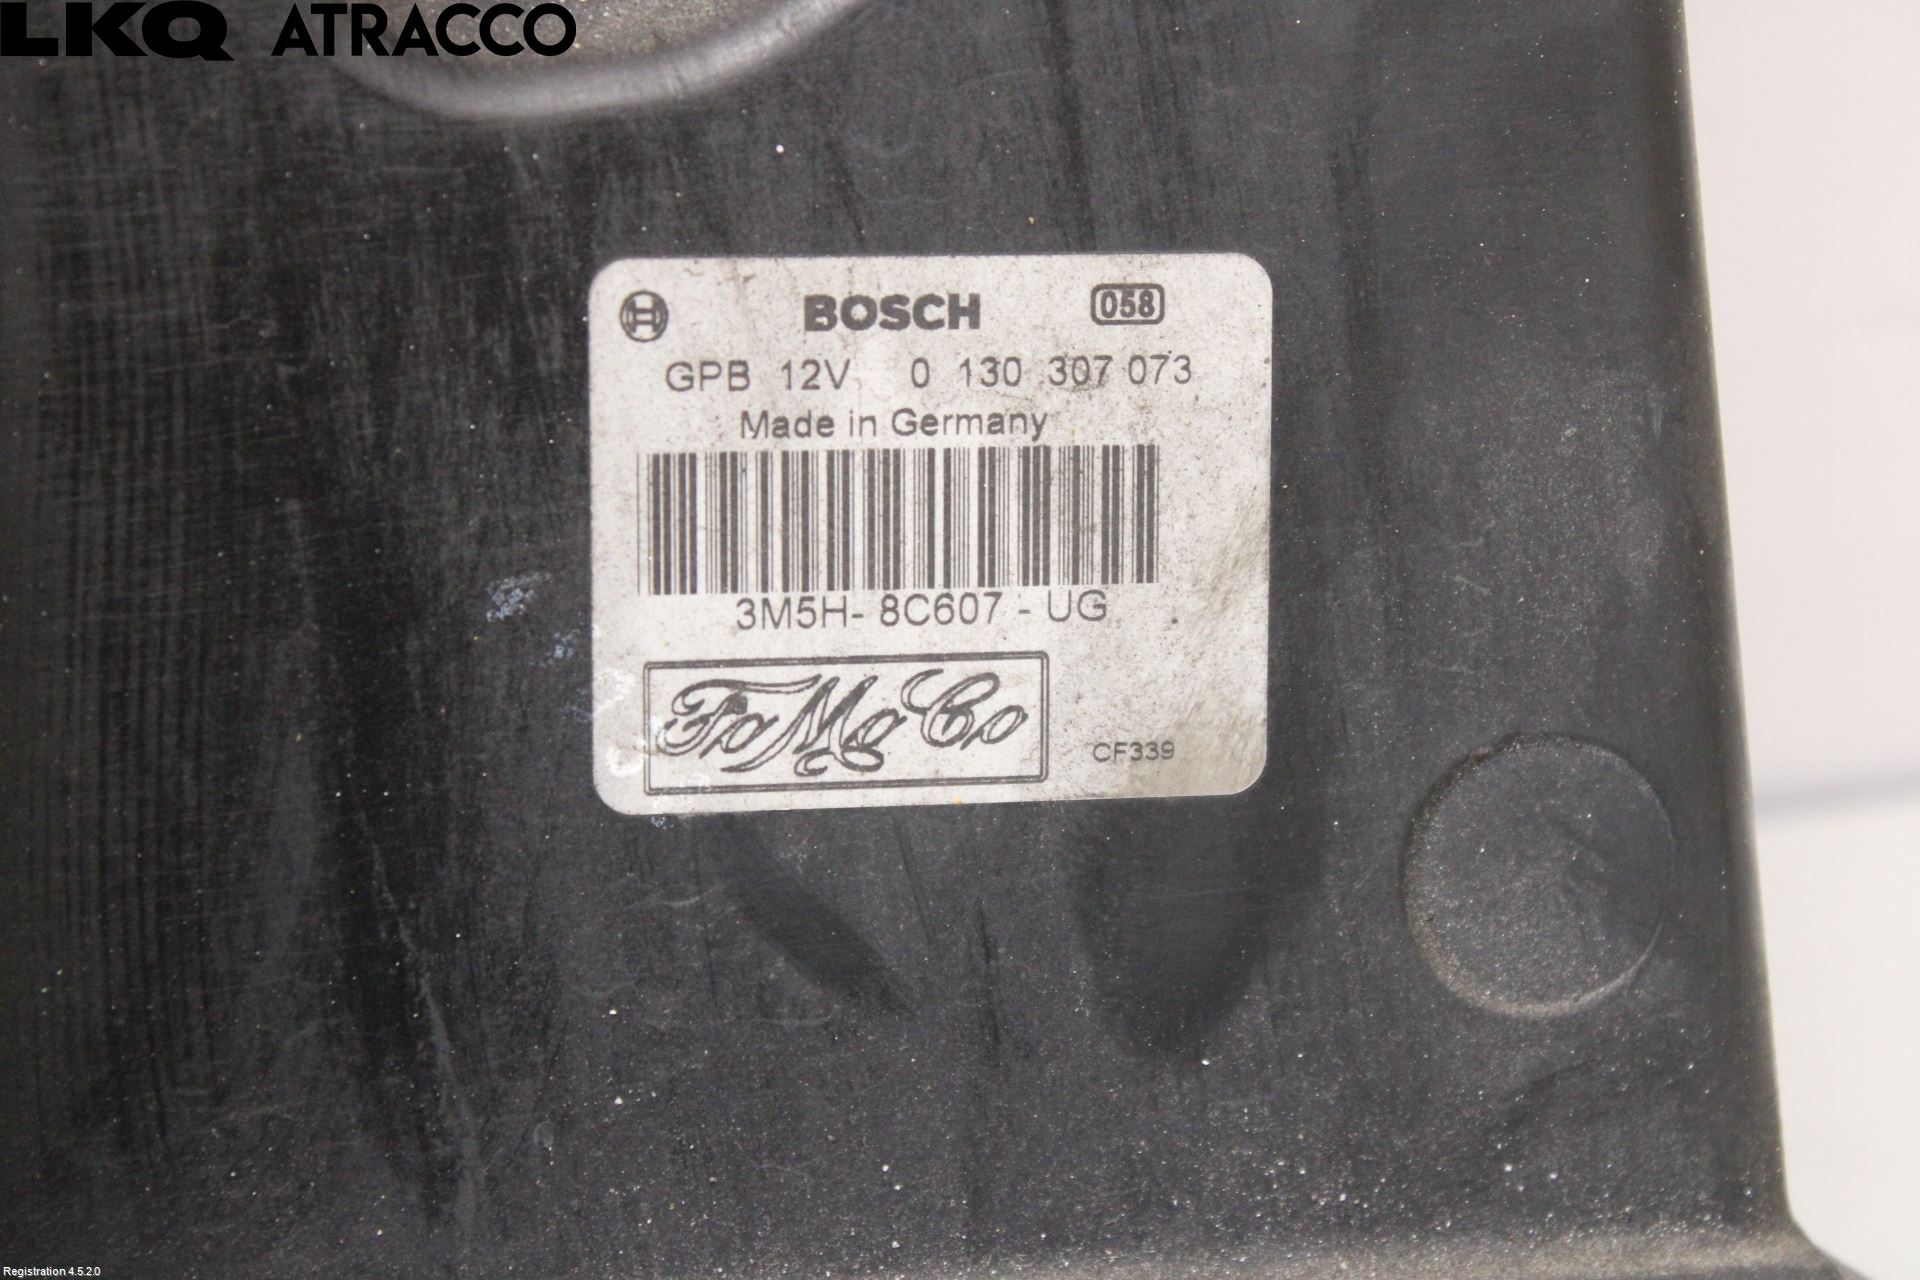 LKQ ATRACCO
BOSCH 058
GPB 12V 0 130 307 073
Made in Germany
3M5H- 8C607 - UG
FoMoCo
CF339
Registration 4.5.2.0